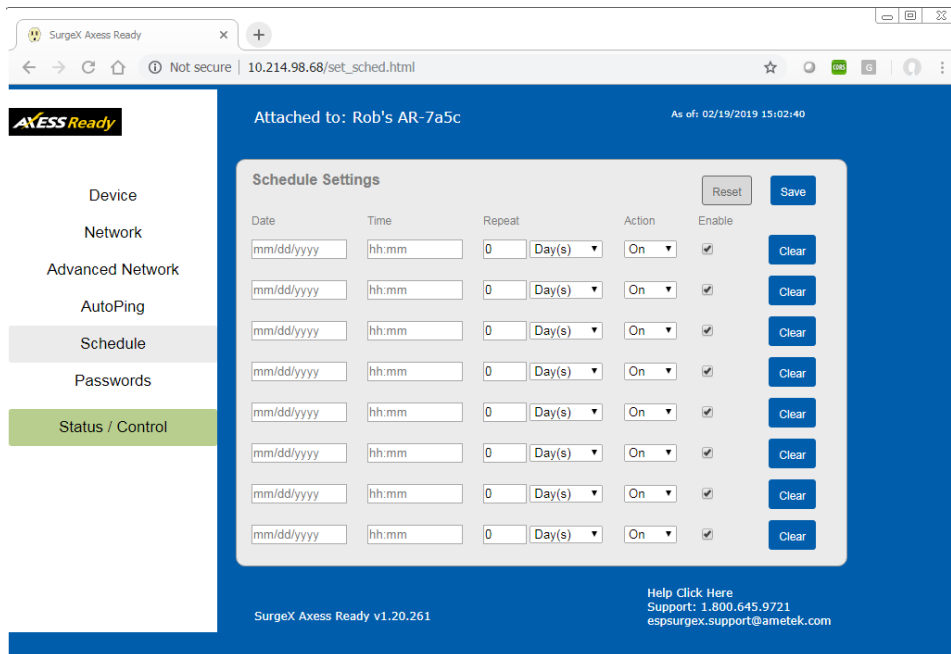 SurgeX Axess Ready
Not secure | 10.214.98.68/set_sched.html
CORS
G
AXESS Ready
Attached to: Rob's AR-7a5c
As of: 02/19/2019 15:02:40
Device
Network
Advanced Network
AutoPing
Schedule
Passwords
Status / Control
Schedule Settings
Reset
Save
Date Time Repeat Action Enable
mm/dd/yyyy hh:mm 0 Day(s) On Clear
mm/dd/yyyy hh:mm 0 Day(s) On Clear
mm/dd/yyyy hh:mm 0 Day(s) On Clear
mm/dd/yyyy hh:mm 0 Day(s) On Clear
mm/dd/yyyy hh:mm 0 Day(s) On Clear
mm/dd/yyyy hh:mm 0 Day(s) On Clear
mm/dd/yyyy hh:mm 0 Day(s) On Clear
mm/dd/yyyy hh:mm 0 Day(s) On Clear
SurgeX Axess Ready v1.20.261
Help Click Here
Support: 1.800.645.9721
espsurgex.support@ametek.com